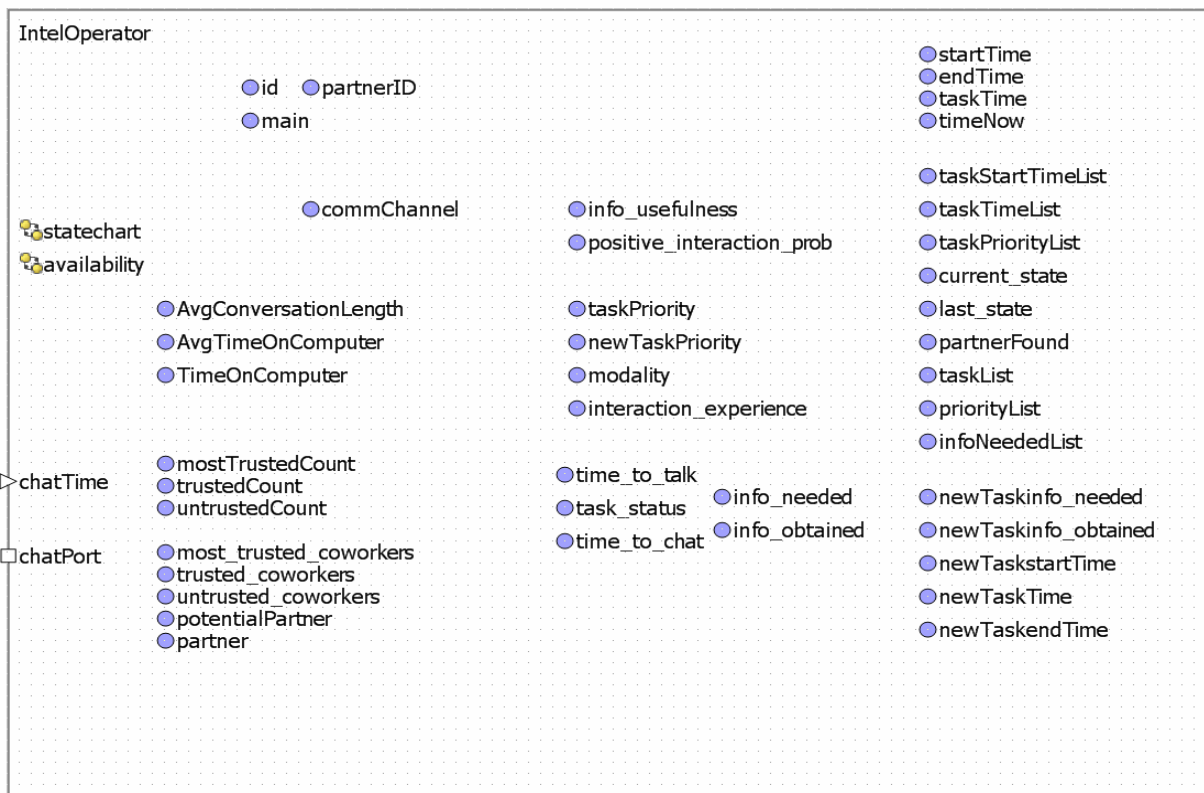 IntelOperator
id
partnerID
main
commChannel
statechart
availability
AvgConversationLength
AvgTimeOnComputer
TimeOnComputer
chatTime
mostTrustedCount
trustedCount
untrustedCount
chatPort
most_trusted_coworkers
trusted_coworkers
untrusted_coworkers
potentialPartner
partner
info_usefulness
positive_interaction_prob
taskPriority
newTaskPriority
modality
interaction_experience
time_to_talk
task_status
time_to_chat
info_needed
info_obtained
startTime
endTime
taskTime
timeNow
taskStartTimeList
taskTimeList
taskPriorityList
current_state
last_state
partnerFound
taskList
priorityList
infoNeededList
newTaskinfo_needed
newTaskinfo_obtained
newTaskstartTime
newTaskTime
newTaskendTime